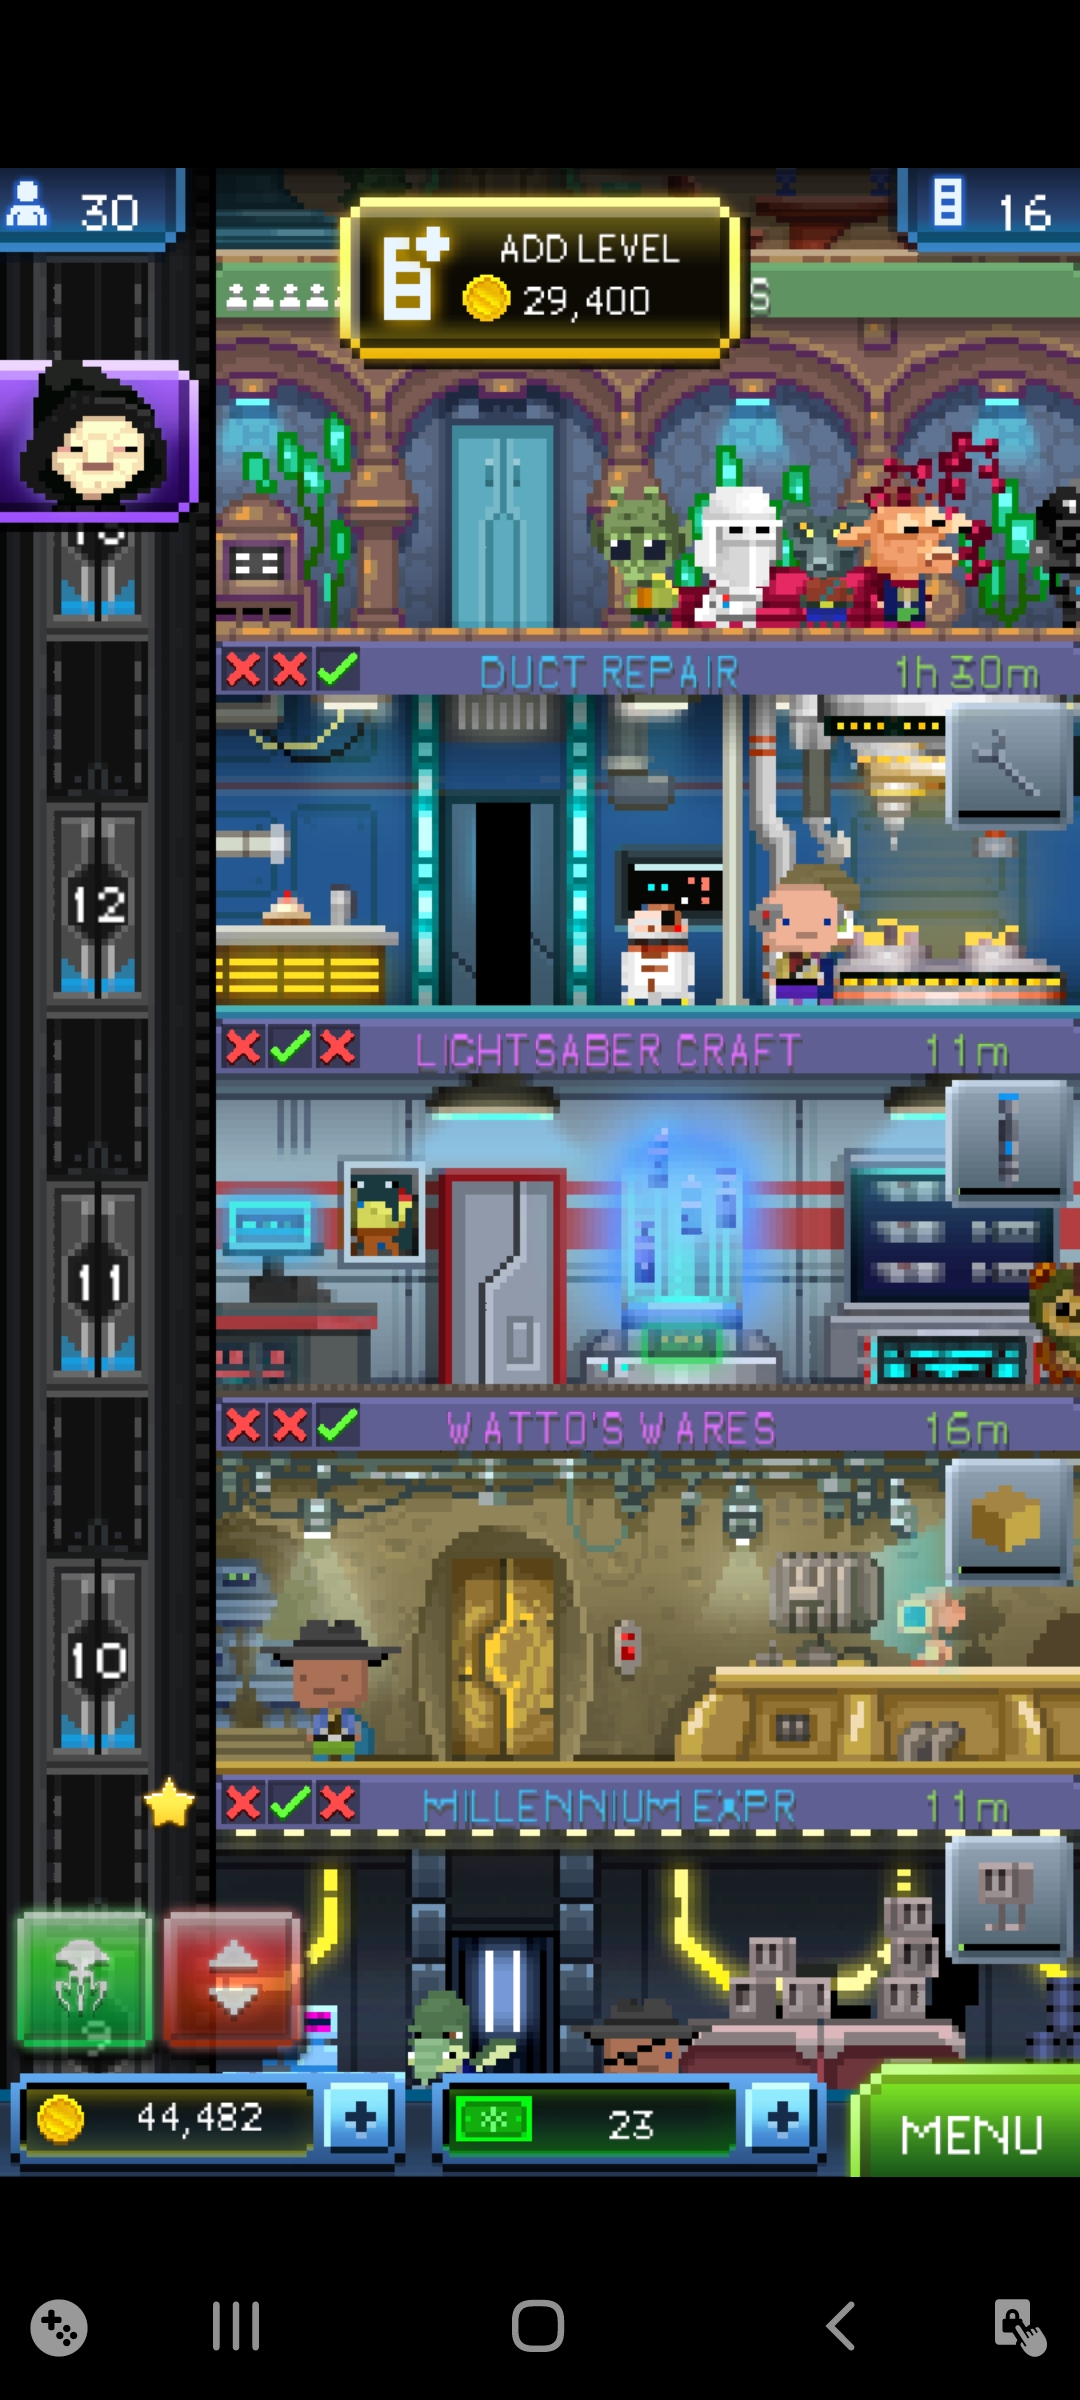 30
ADD LEVEL
29,400
16
S
DUCT REPAIR 1h 30m
12
LIGHTSABER CRAFT 11m
11
WATTO'S WARES 16m
10
MILLENNIUM EXPR 11m
9
44,482
23
MENU